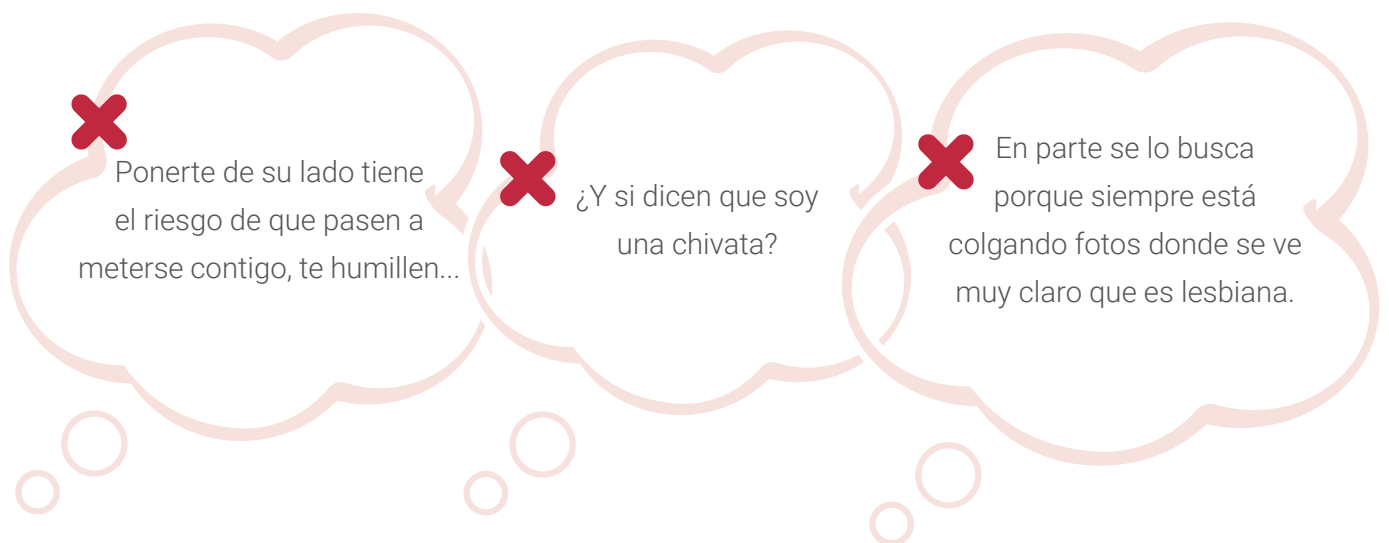 Ponerte de su lado tiene
el riesgo de que pasen a
meterse contigo, te humillen...
¿Y si dicen que soy
una chivata?
En parte se lo busca
porque siempre está
colgando fotos donde se ve
muy claro que es lesbiana.